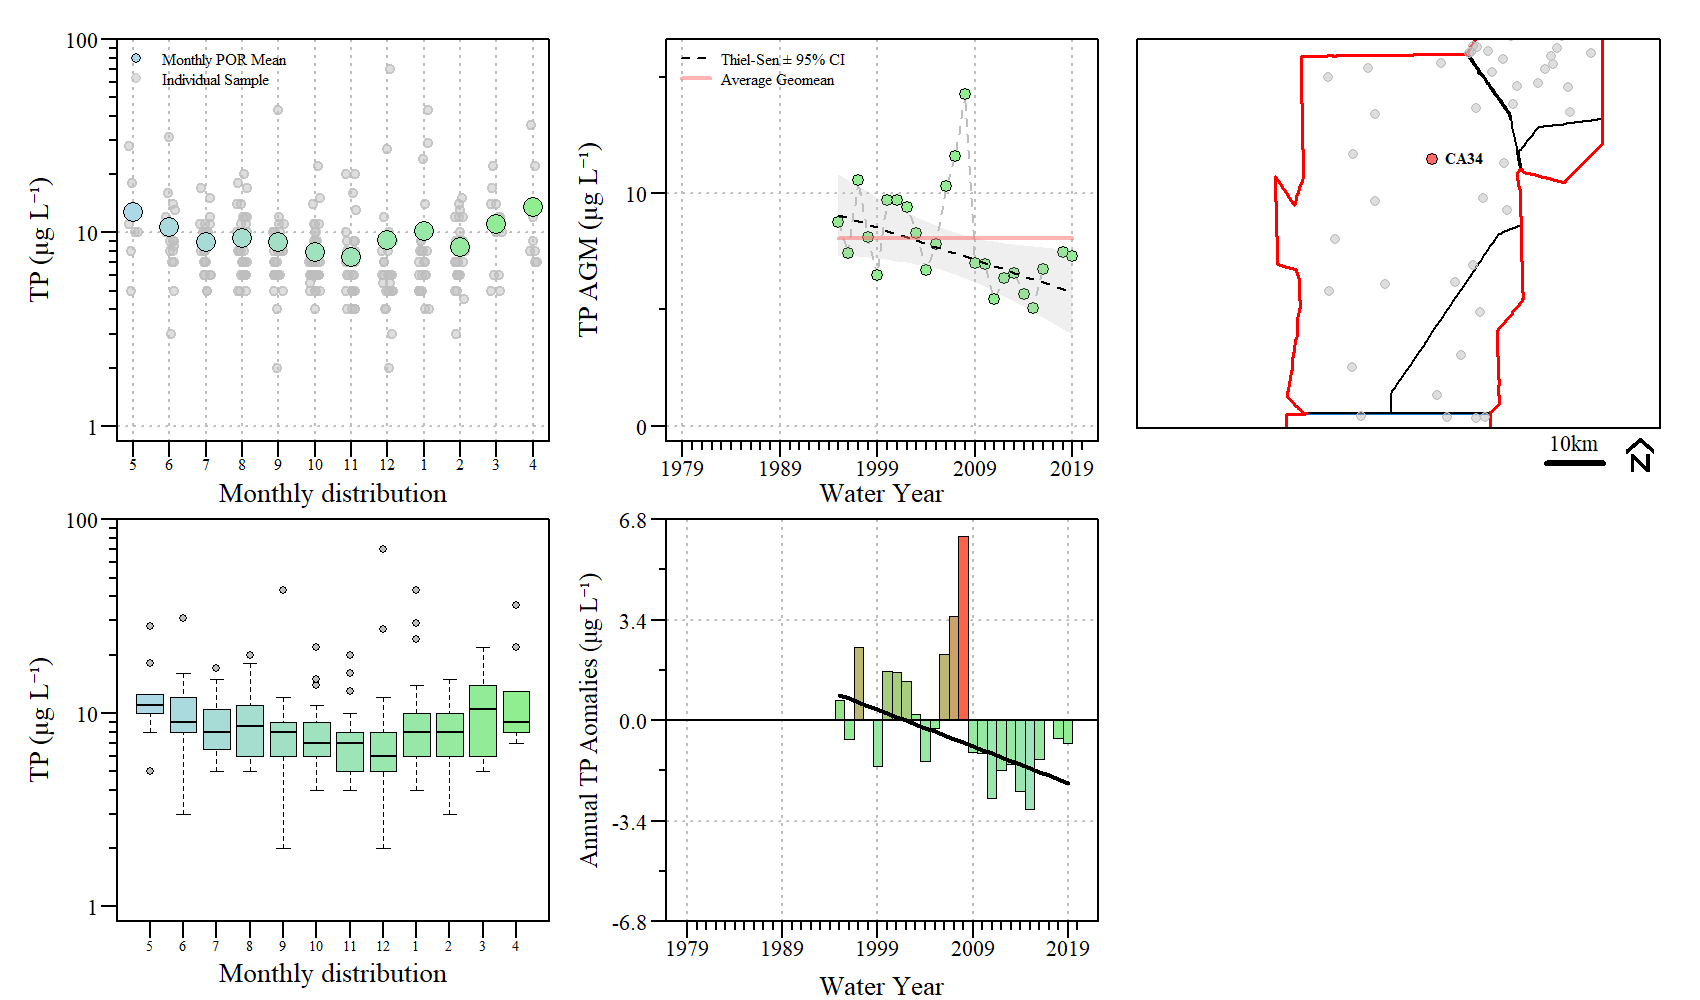 100
10
1
TP (µg L⁻¹)
Monthly POR Mean
Individual Sample
5 6 7 8 9 10 11 12 1 2 3 4
Monthly distribution
10
0
TP AGM (µg L⁻¹)
Thiel-Sen ± 95% CI
Average Geomean
1979 1989 1999 2009 2019
Water Year
CA34
10km
N
100
10
1
TP (µg L⁻¹)
5 6 7 8 9 10 11 12 1 2 3 4
Monthly distribution
6.8
3.4
0.0
-3.4
-6.8
Annual TP Aomalies (µg L⁻¹)
1979 1989 1999 2009 2019
Water Year